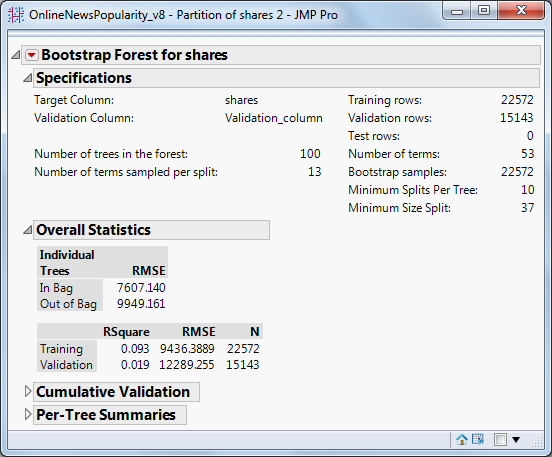 OnlineNewsPopularity_v8 - Partition of shares 2 - JMP Pro
Bootstrap Forest for shares
Specifications
Target Column: shares Training rows: 22572
Validation Column: Validation_column Validation rows: 15143
Test rows: 0
Number of trees in the forest: 100 Number of terms: 53
Number of terms sampled per split: 13 Bootstrap samples: 22572
Minimum Splits Per Tree: 10
Minimum Size Split: 37
Overall Statistics
Individual
Trees RMSE
In Bag 7607.140
Out of Bag 9949.161
RSquare RMSE N
Training 0.093 9436.3889 22572
Validation 0.019 12289.255 15143
Cumulative Validation
Per-Tree Summaries